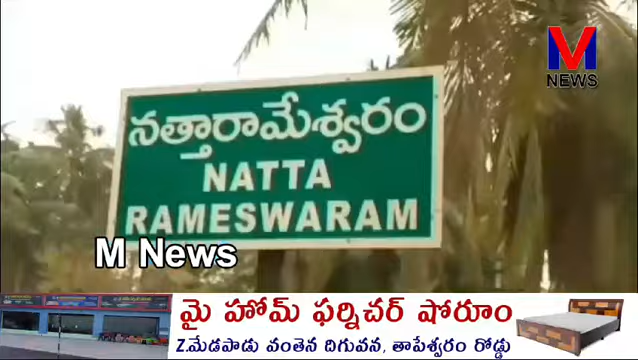 M
NEWS
నత్తారామేశ్వరం
NATTA
RAMESWARAM
M News
మై హోమ్ ఫర్నిచర్ షోరూం
Z.మేడపాడు వంతెన దిగువన, తాపేశ్వరం రోడ్డు